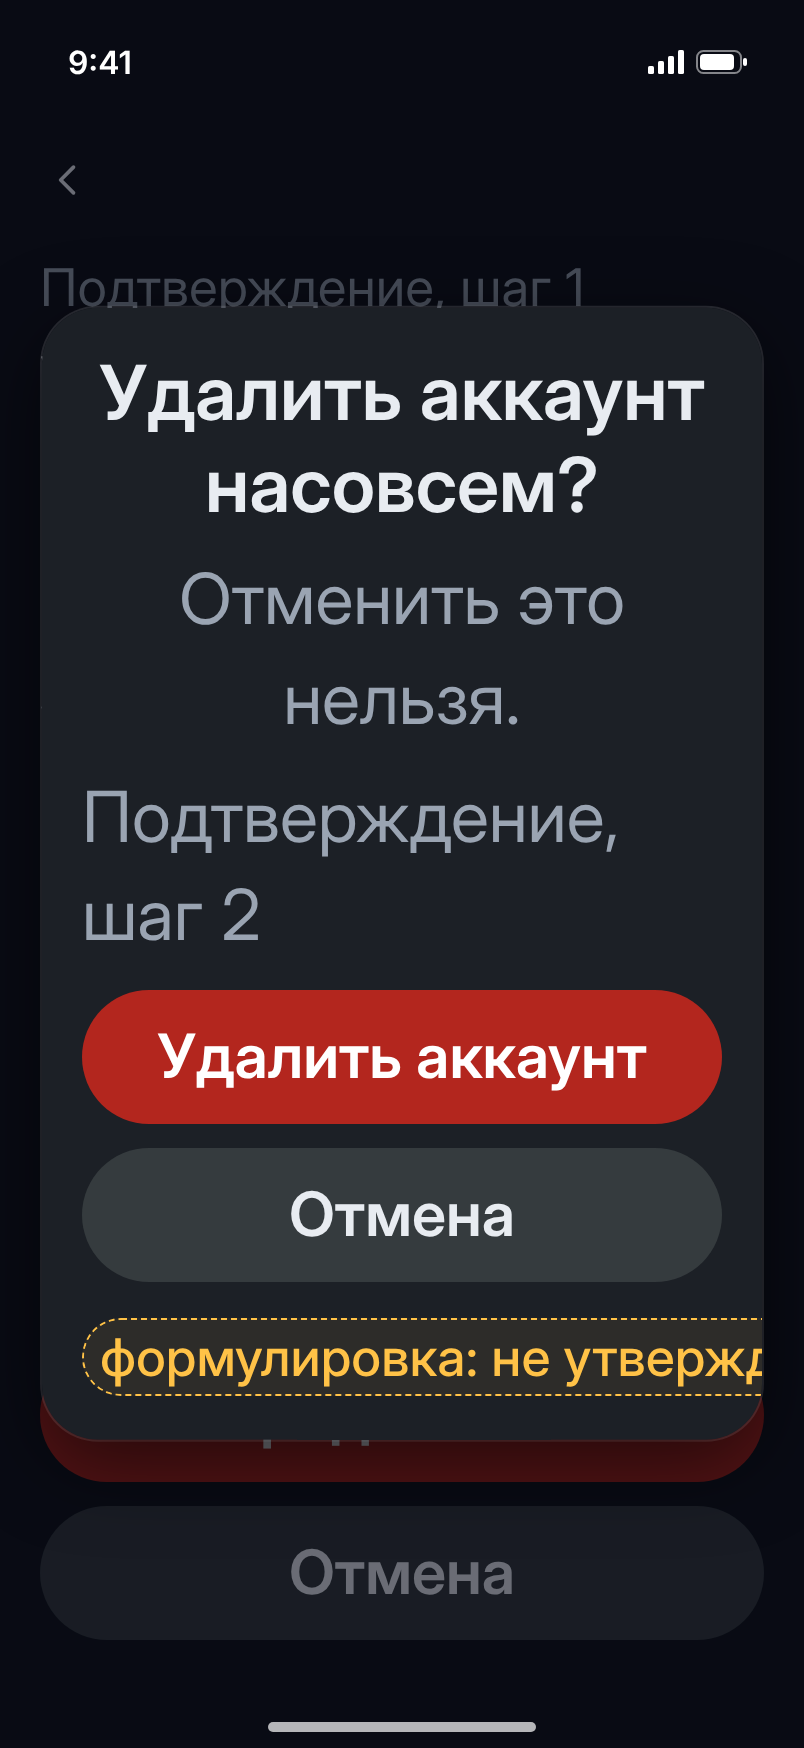 9:41
Подтверждение, шаг 1
Удалить аккаунт
насовсем?
Отменить это
нельзя.
Подтверждение,
шаг 2
Удалить аккаунт
Отмена
формулировка: не
Отмена